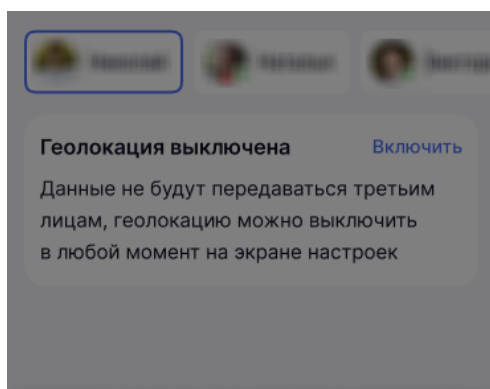 Геолокация выключена Включить
Данные не будут передаваться третьим
лицам, геолокацию можно выключить
в любой момент на экране настроек